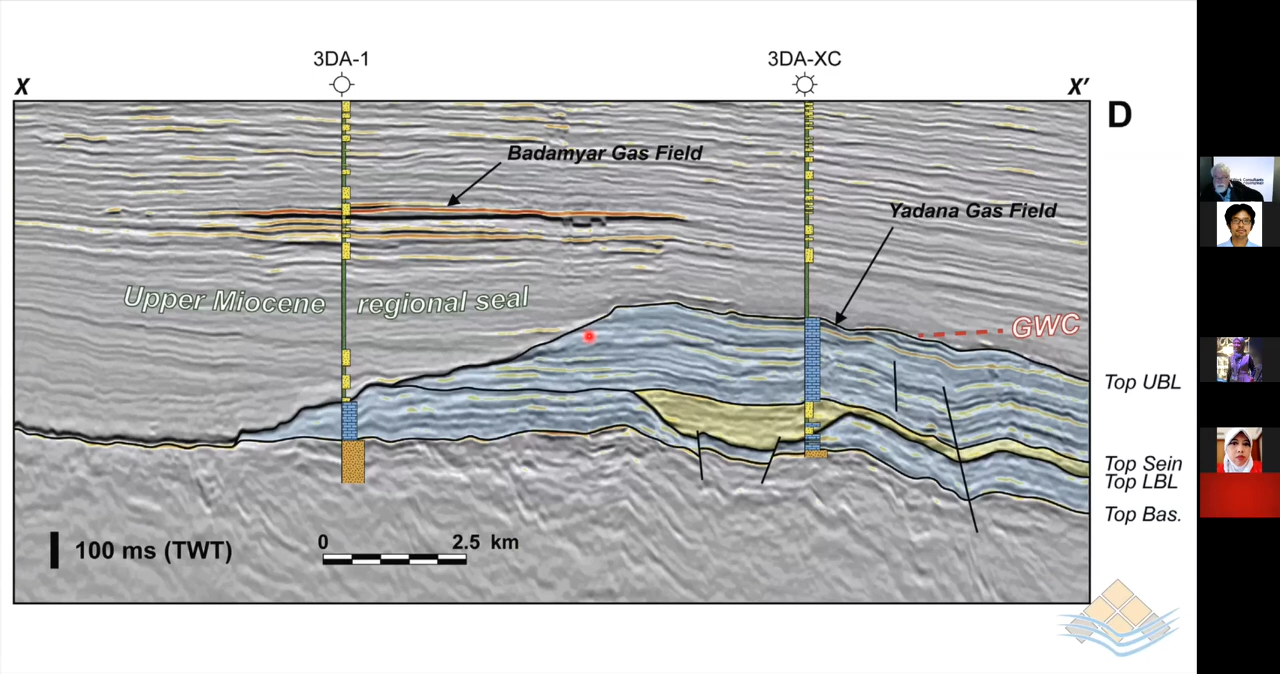 3DA-1
3DA-XC
X
X’
D
Badamyar Gas Field
Yadana Gas Field
Upper Miocene regional seal
GWC
Top UBL
Top Sein
Top LBL
Top Bas.
100 ms (TWT)
0 2.5 km